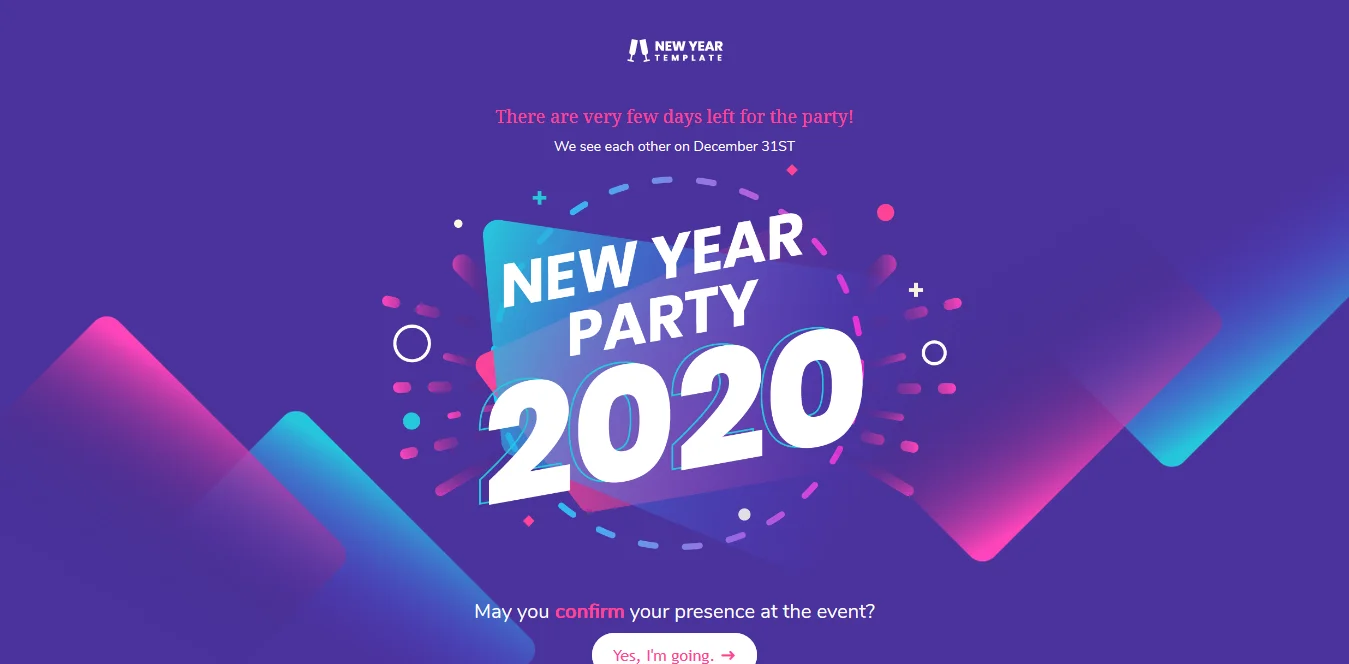 NEW YEAR
TEMPLATE
There are very few days left for the party!
We see each other on December 31ST
NEW YEAR
PARTY
2020
May you confirm your presence at the event?
Yes, I'm going. →